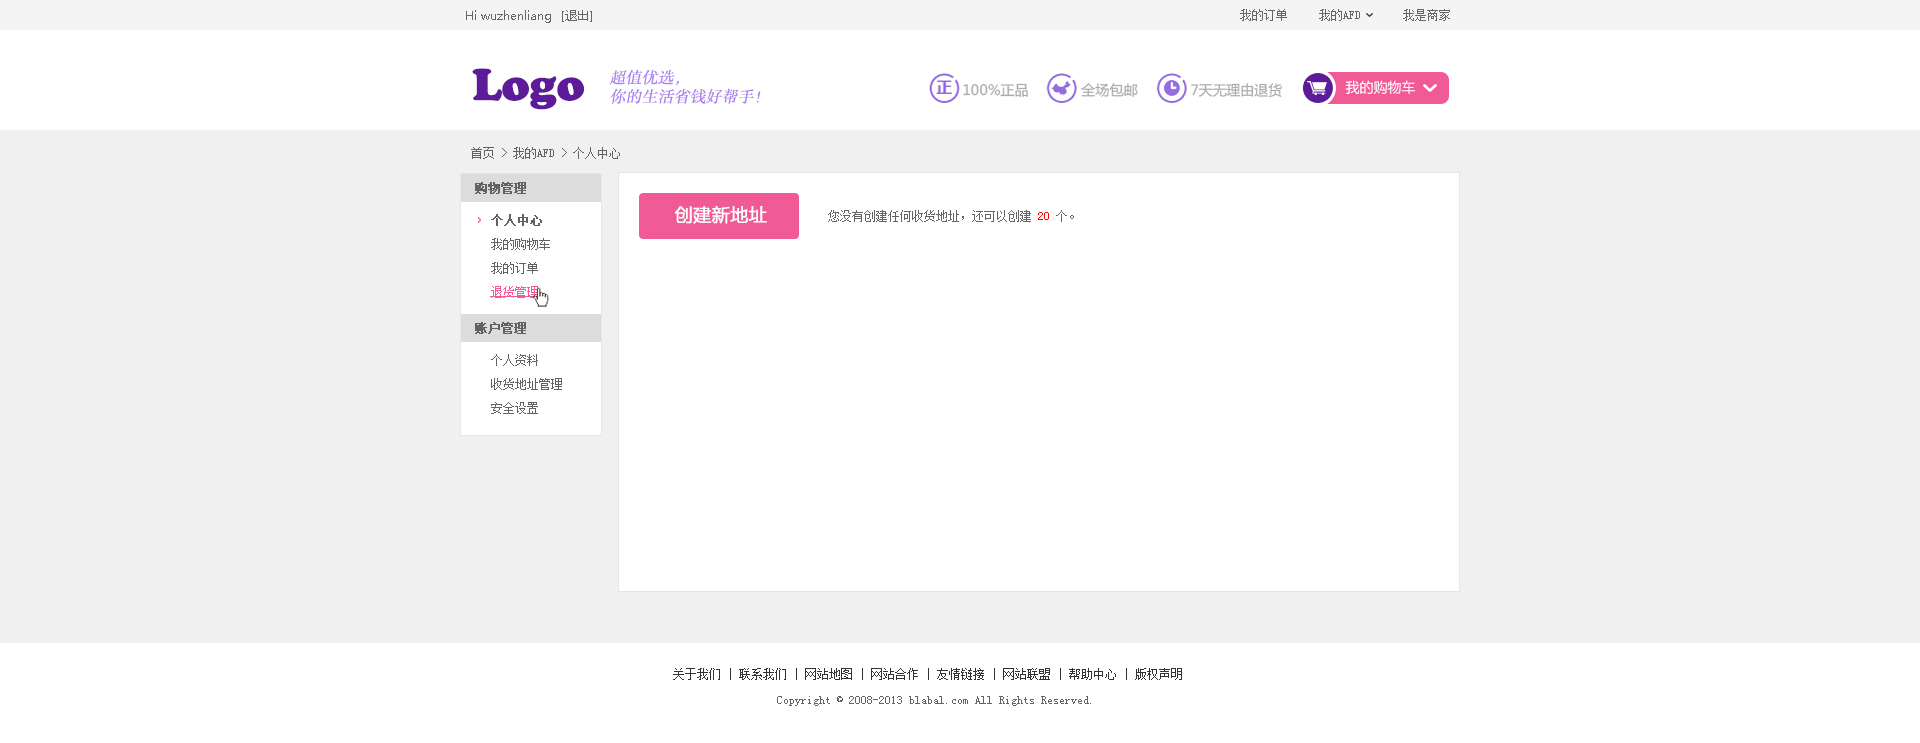 Hi wuzhenliang [退出] 我的订单 我的AFD 我是商家
Logo
超值优选，
你的生活省钱好帮手！
正 100%正品 全场包邮 7天无理由退货 我的购物车
首页 > 我的AFD > 个人中心
购物管理
个人中心
我的购物车
我的订单
退货管理
账户管理
个人资料
收货地址管理
安全设置
创建新地址 您没有创建任何收货地址，还可以创建 20 个。
关于我们 | 联系我们 | 网站地图 | 网站合作 | 友情链接 | 网站联盟 | 帮助中心 | 版权声明
Copyright © 2008-2013 blabal.com All Rights Reserved.